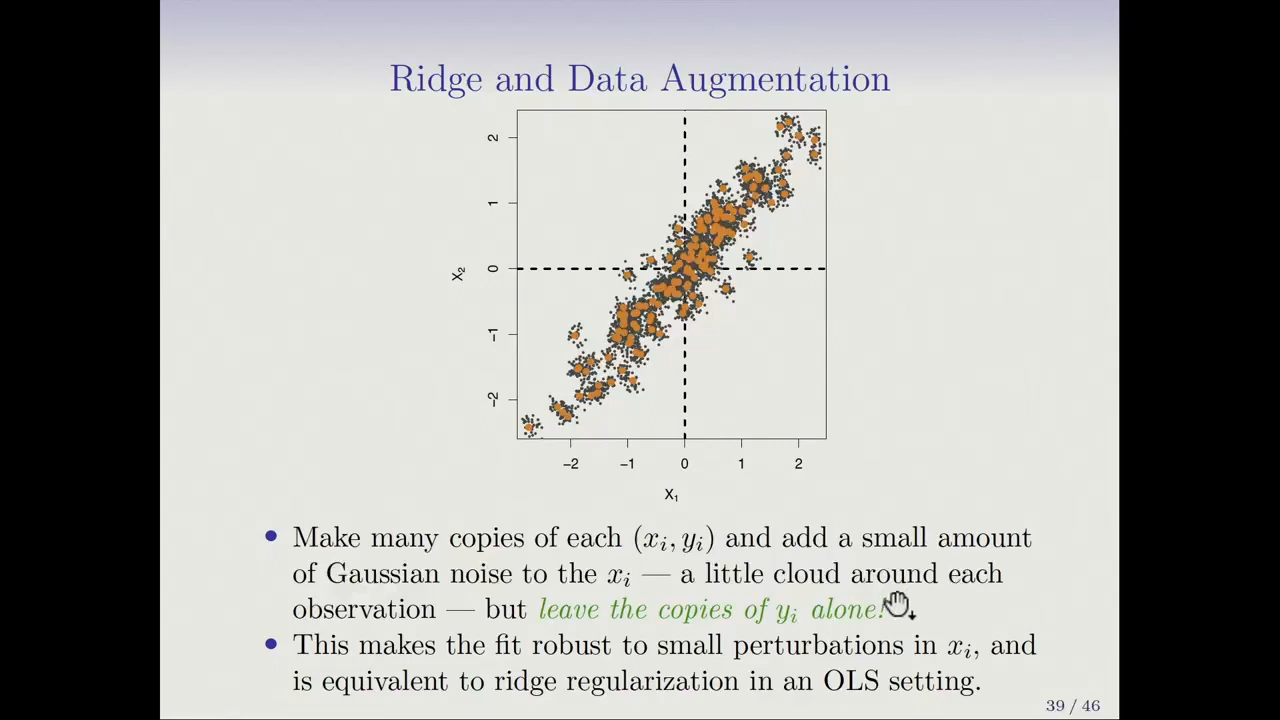 Ridge and Data Augmentation
2
1
0
−1
−2
X₂
−2 −1 0 1 2
X₁
• Make many copies of each (xᵢ, yᵢ) and add a small amount
of Gaussian noise to the xᵢ — a little cloud around each
observation — but leave the copies of yᵢ alone!
• This makes the fit robust to small perturbations in xᵢ, and
is equivalent to ridge regularization in an OLS setting.
39 / 46